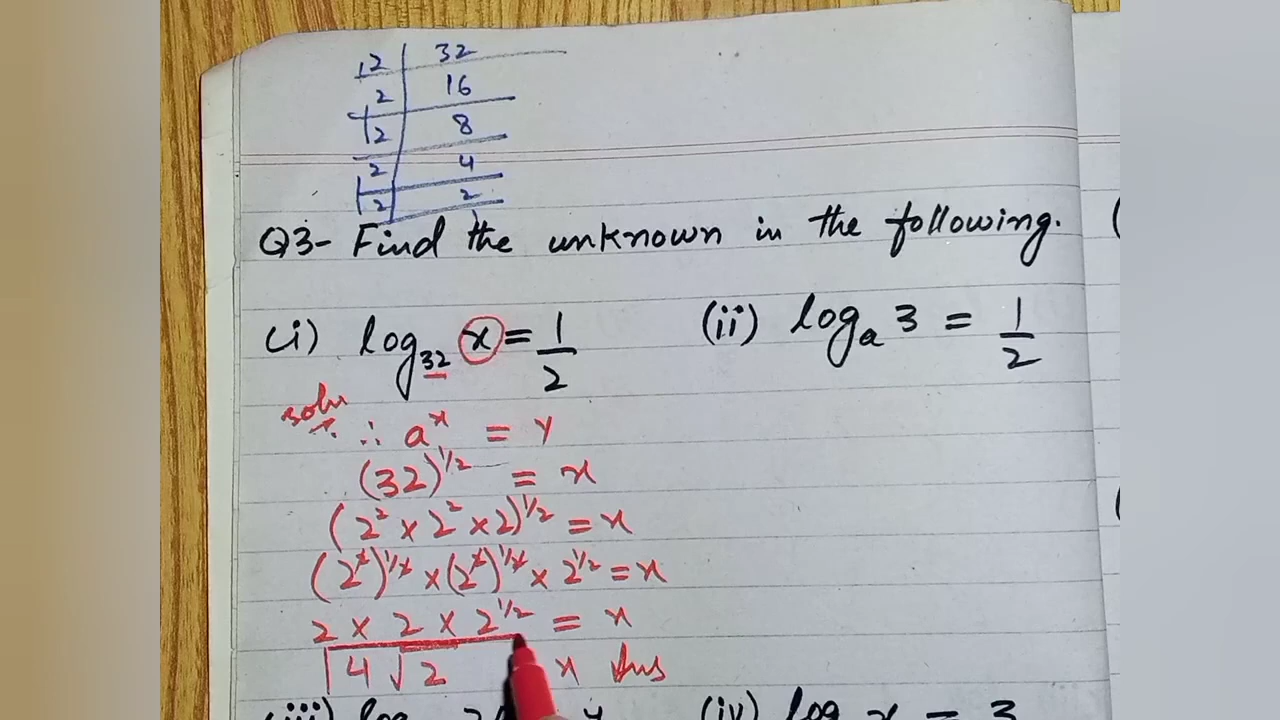 2 | 32
2 | 16
2 | 8
2 | 4
2 | 2
Q3- Find the unknown in the following.
(i) log₃₂ x = 1/2
(ii) logₐ 3 = 1/2
soln
∴ aˣ = y
(32)^1/2 = x
(2² × 2² × 2)^1/2 = x
(2²)^1/2 × (2²)^1/2 × 2^1/2 = x
2 × 2 × 2^1/2 = x
4√2 x Ans
(iii) log
(iv) log x = 3